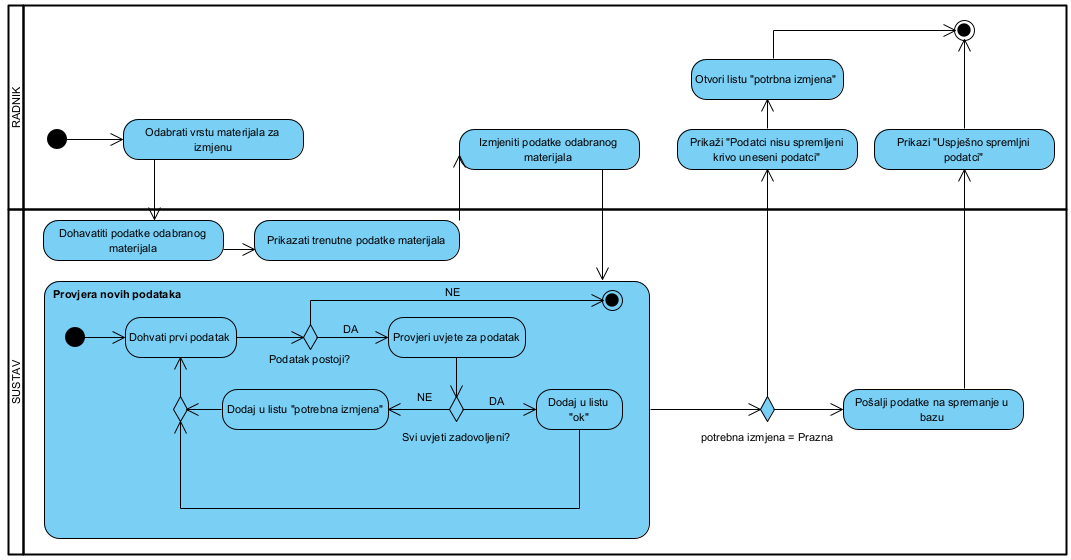 RADNIK
Odabrati vrstu materijala za
izmjenu
Izmjeniti podatke odabranog
materijala
Otvori listu "potrbna izmjena"
Prikaži "Podatci nisu spremljeni
krivo uneseni podatci"
Prikazi "Uspješno spremljni
podatci"
SUSTAV
Dohavatiti podatke odabranog
materijala
Prikazati trenutne podatke materijala
Provjera novih podataka
NE
Dohvati prvi podatak
DA
Provjeri uvjete za podatak
Podatak postoji?
Dodaj u listu "potrebna izmjena"
NE
DA
Dodaj u listu
"ok"
Svi uvjeti zadovoljeni?
potrebna izmjena = Prazna
Pošalji podatke na spremanje u
bazu